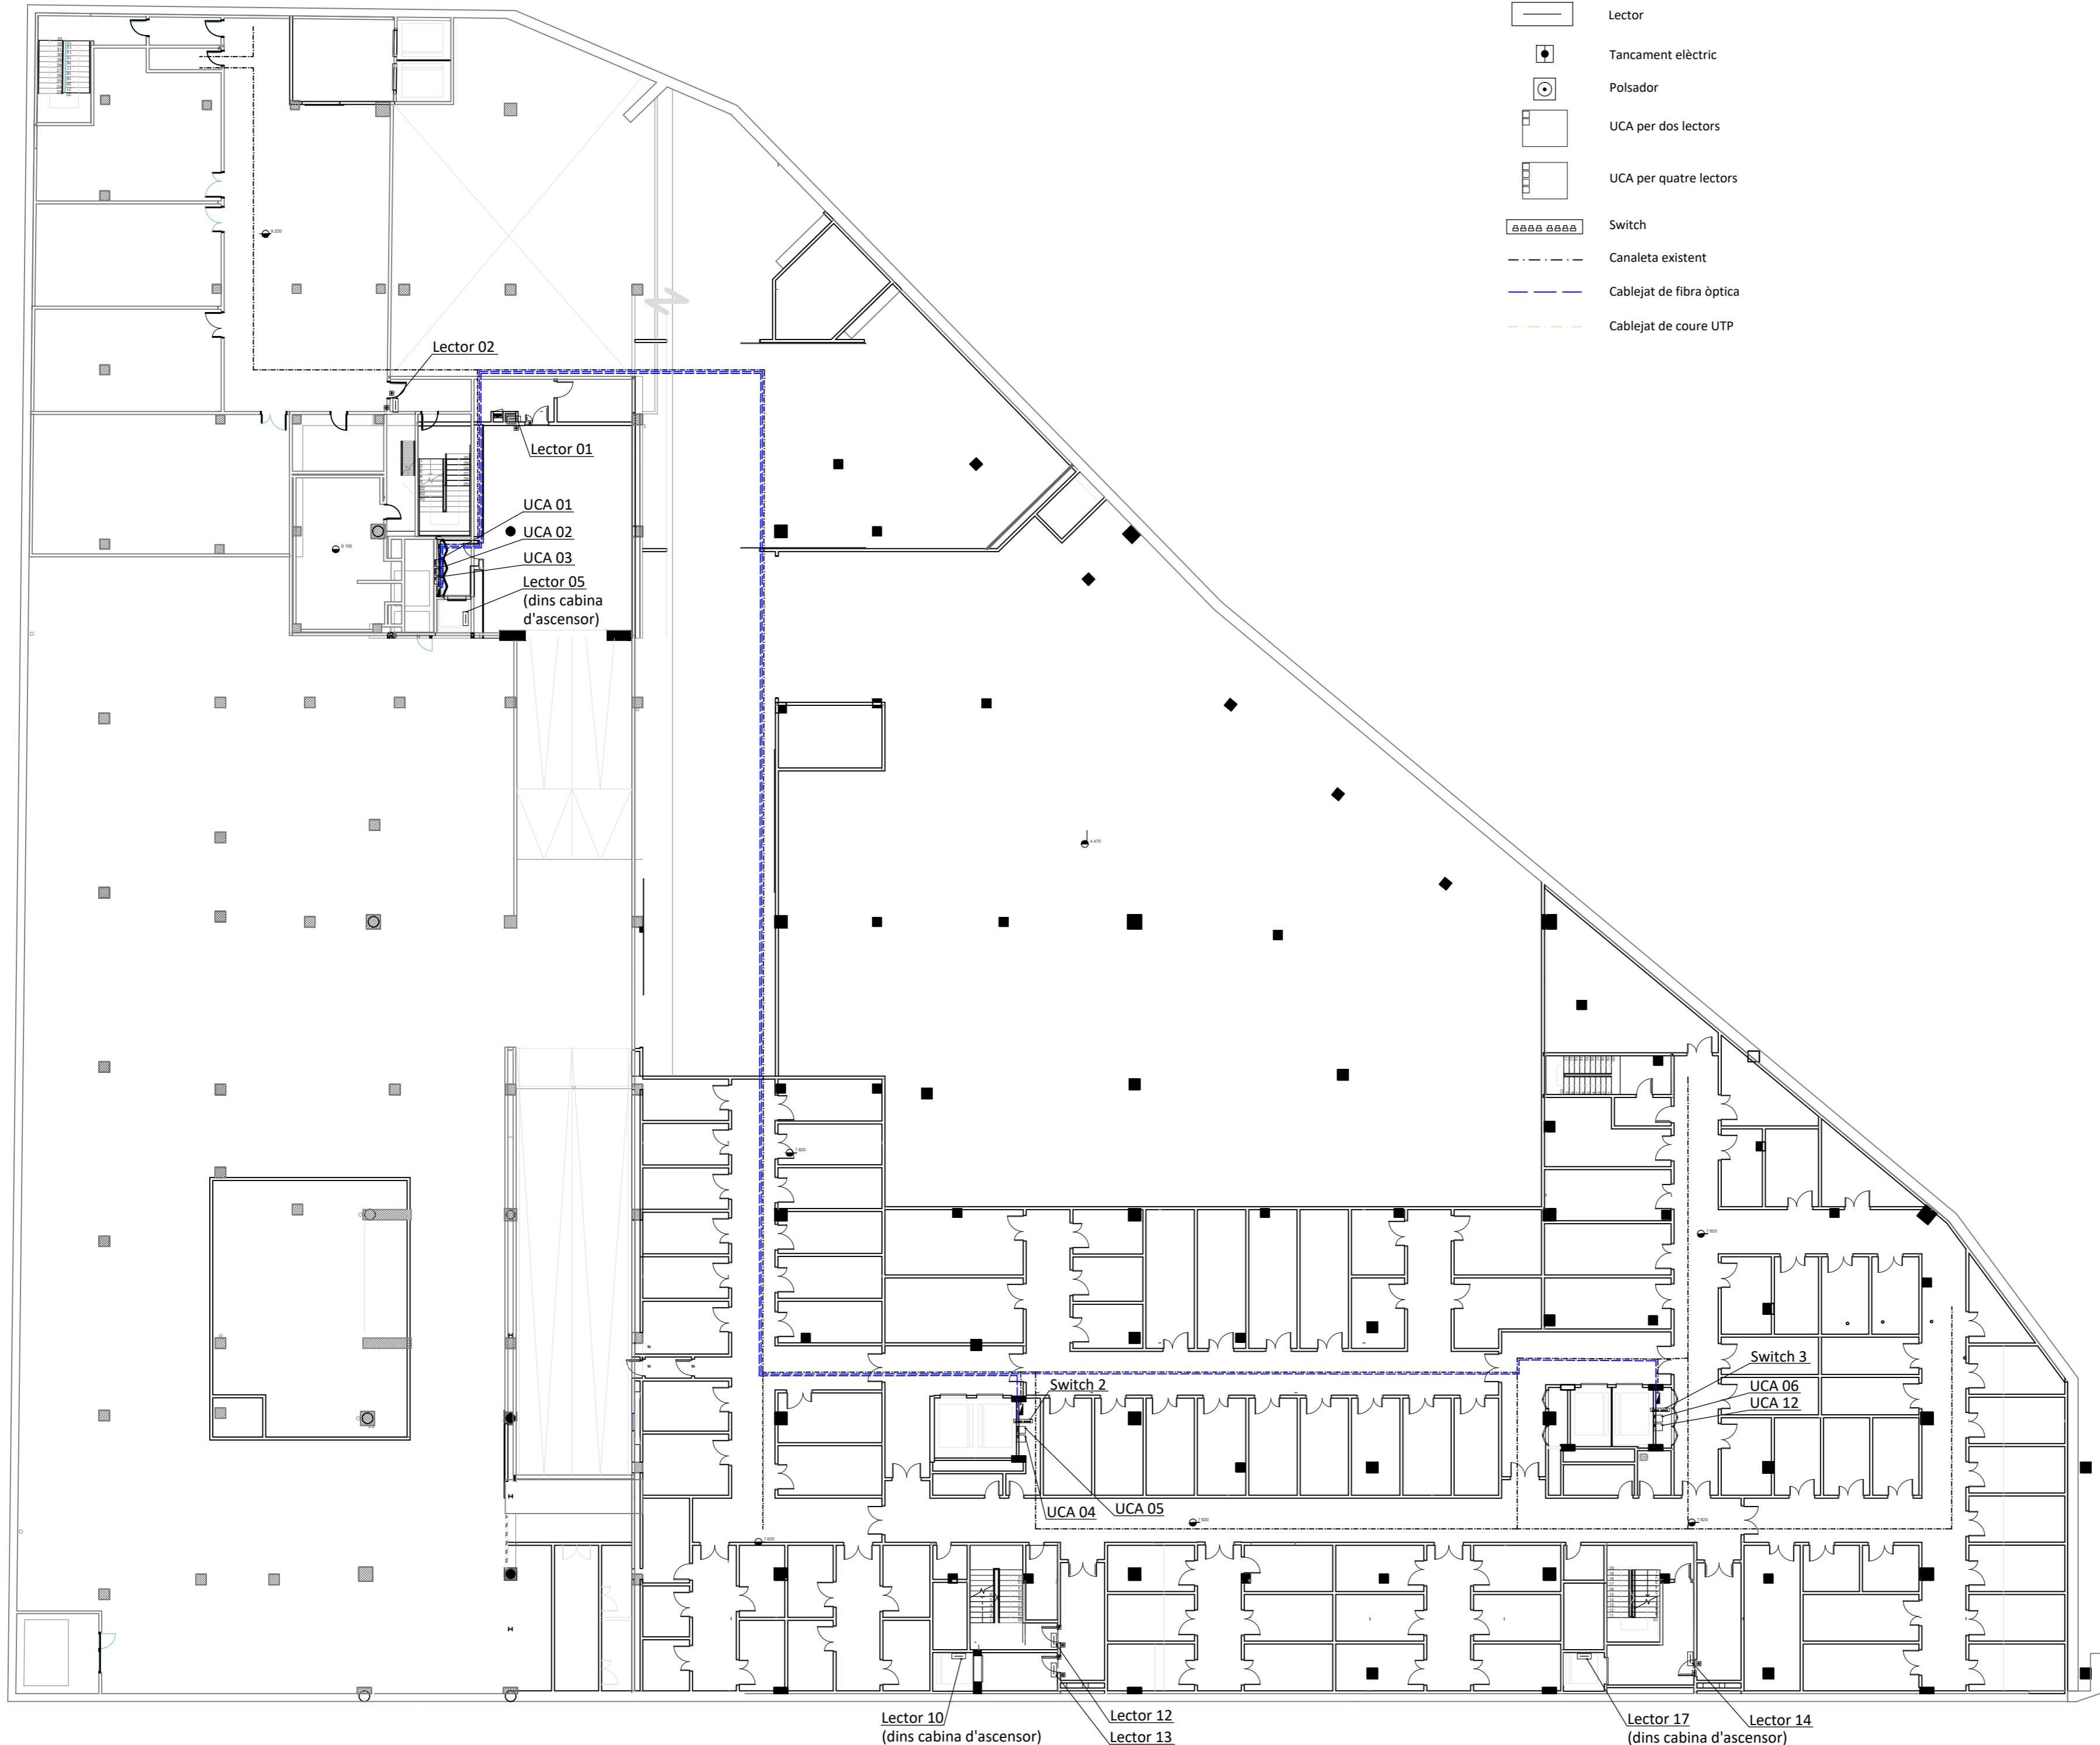 Lector
Tancament elèctric
Polsador
UCA per dos lectors
UCA per quatre lectors
Switch
Canaleta existent
Cablejat de fibra òptica
Cablejat de coure UTP
Lector 02
Lector 01
UCA 01
UCA 02
UCA 03
Lector 05
(dins cabina
d'ascensor)
Switch 2
Switch 3
UCA 06
UCA 12
UCA 04
UCA 05
Lector 10
(dins cabina d'ascensor)
Lector 12
Lector 13
Lector 17
(dins cabina d'ascensor)
Lector 14